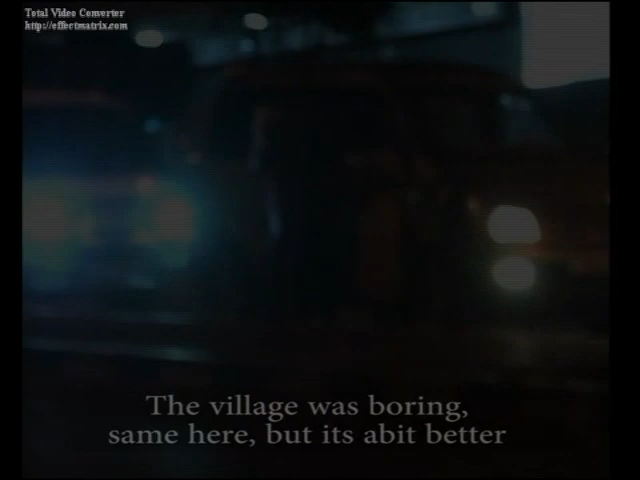 Total Video Converter
http://effectmatrix.com
The village was boring,
same here, but its abit better